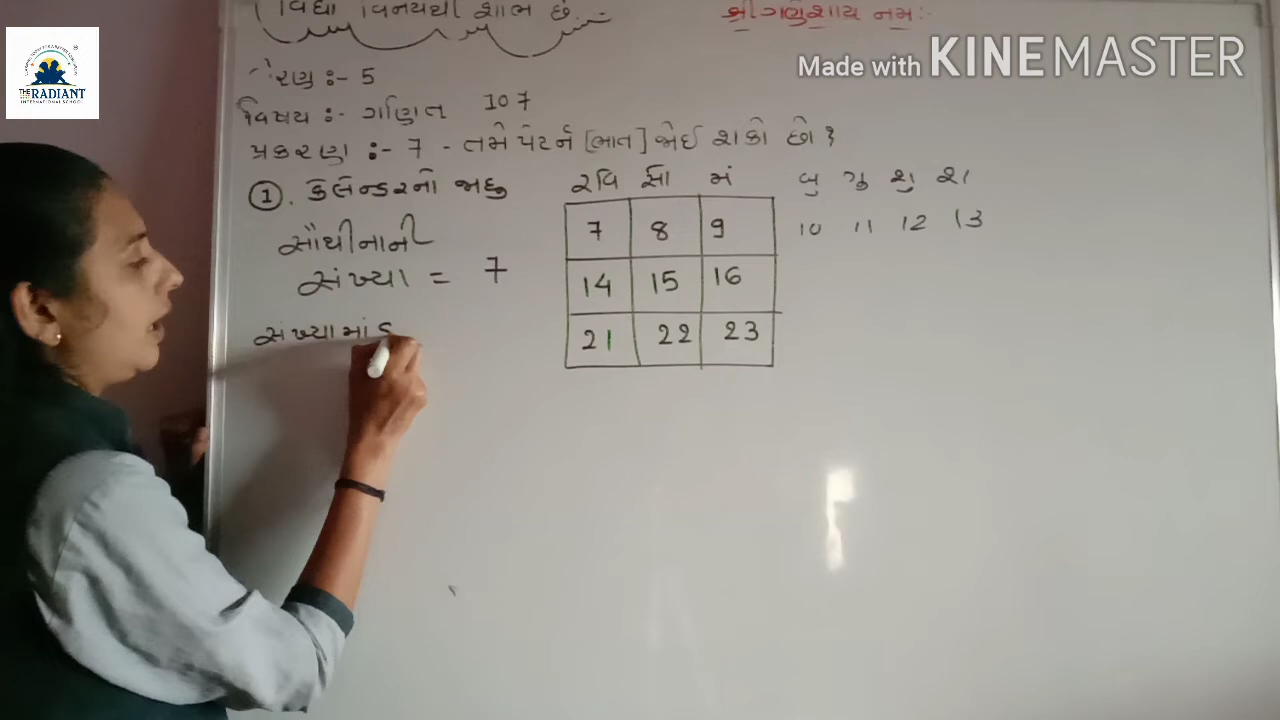 વિદ્યા વિનયથી શોભે છે.
શ્રી ગણેશાય નમઃ
Made with KINEMASTER
THE RADIANT
INTERNATIONAL SCHOOL
ધોરણ :- 5
વિષય :- ગણિત 107
પ્રકરણ :- 7 - તમે પેટર્ન [ભાત] જોઈ શકો છો ?
① . કેલેન્ડરનો જાદુ
રવિ સો મં બુ ગુ શુ શ
7 8 9 10 11 12 13
14 15 16
21 22 23
સૌથીનાની
સંખ્યા = 7
સંખ્યામાં